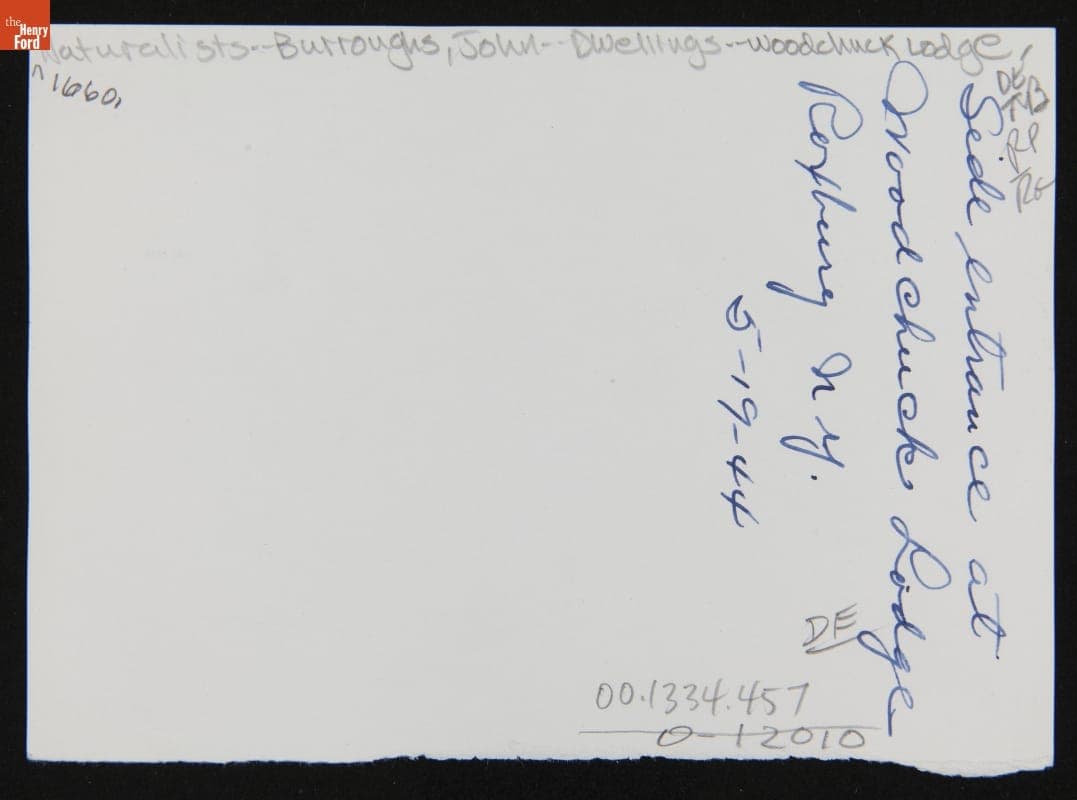 the Henry Ford
Naturalists--Burroughs, John--Dwellings--Woodchuck Lodge,
1660,
Side entrance at
Woodchuck Lodge
Roxbury N.Y.
5-19-44
DE
00.1334.457
0-12010